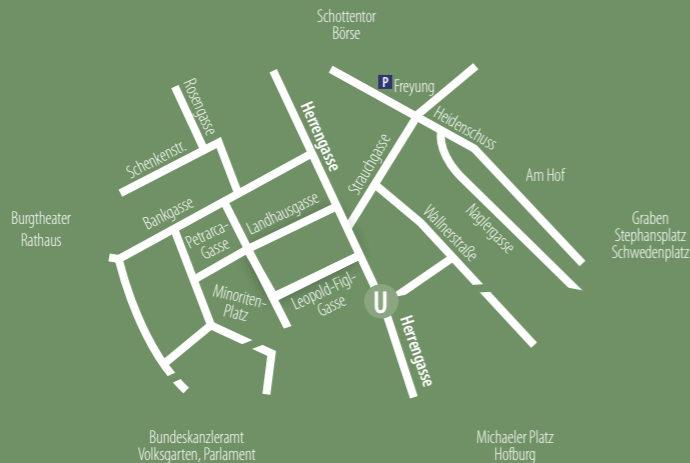 Schottentor
Börse
P
Freyung
Rosengasse
Herrengasse
Heidenschuss
Schenkenstr.
Strauchgasse
Am Hof
Bankgasse
Landhausgasse
Burgtheater
Rathaus
Petrarca-
Gasse
Wallnerstraße
Naglergasse
Graben
Stephansplatz
Schwedenplatz
Minoriten-
Platz
Leopold-Figl-
Gasse
U
Herrengasse
Bundeskanzleramt
Volksgarten, Parlament
Michaeler Platz
Hofburg